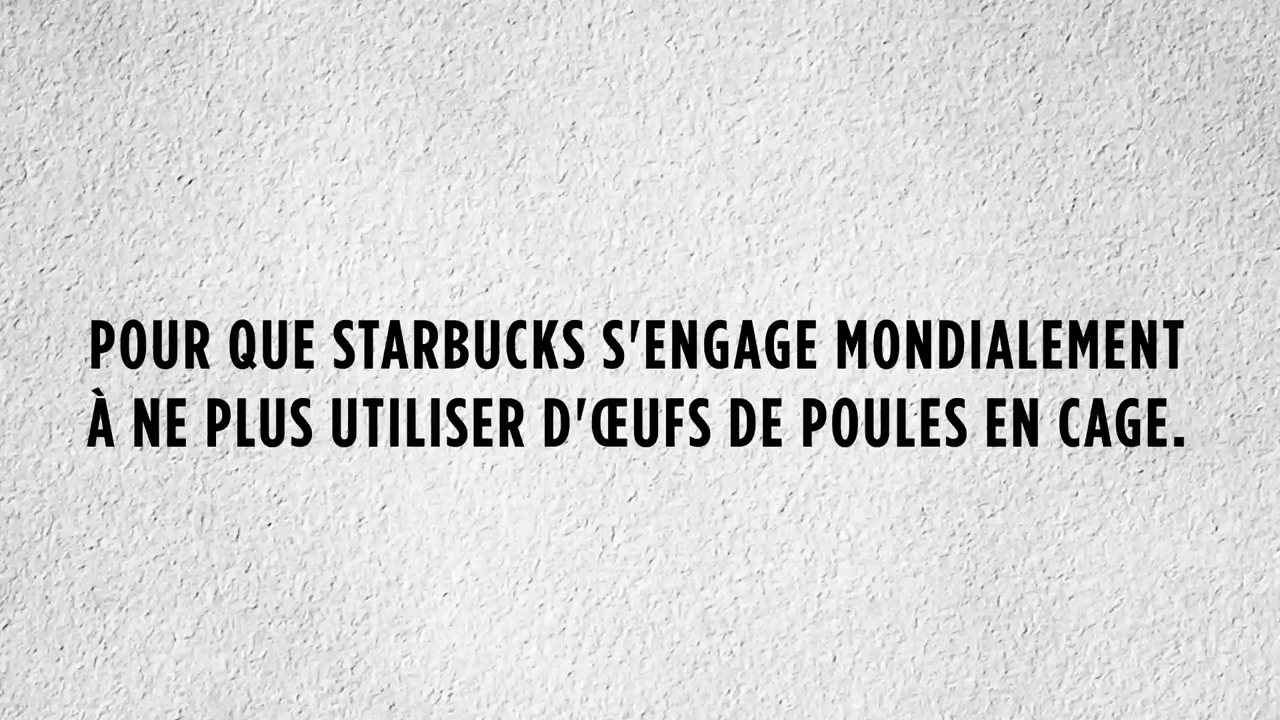 POUR QUE STARBUCKS S'ENGAGE MONDIALEMENT
À NE PLUS UTILISER D'ŒUFS DE POULES EN CAGE.